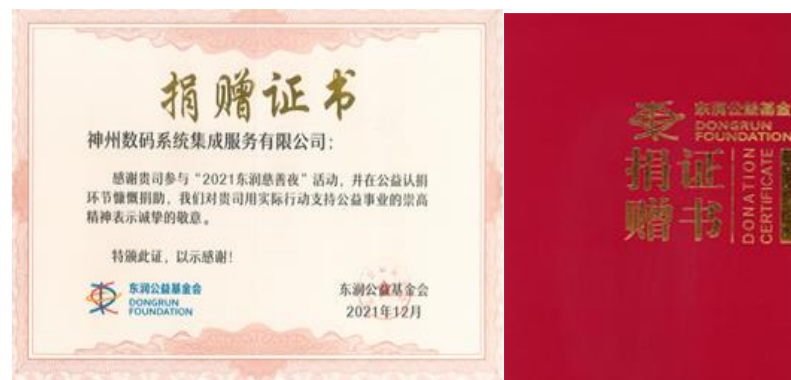 捐赠证书
神州数码系统集成服务有限公司：
感谢贵司参与“2021东润慈善夜”活动，并在公益认捐
环节慷慨捐助，我们对贵司用实际行动支持公益事业的崇高
精神表示诚挚的敬意。
特颁此证，以示感谢！
东润公益基金会
DONGRUN
FOUNDATION
东润公益基金会
2021年12月
东润公益基金
DONGRUN
FOUNDATION
捐证
赠书
DONATION
CERTIFICATE